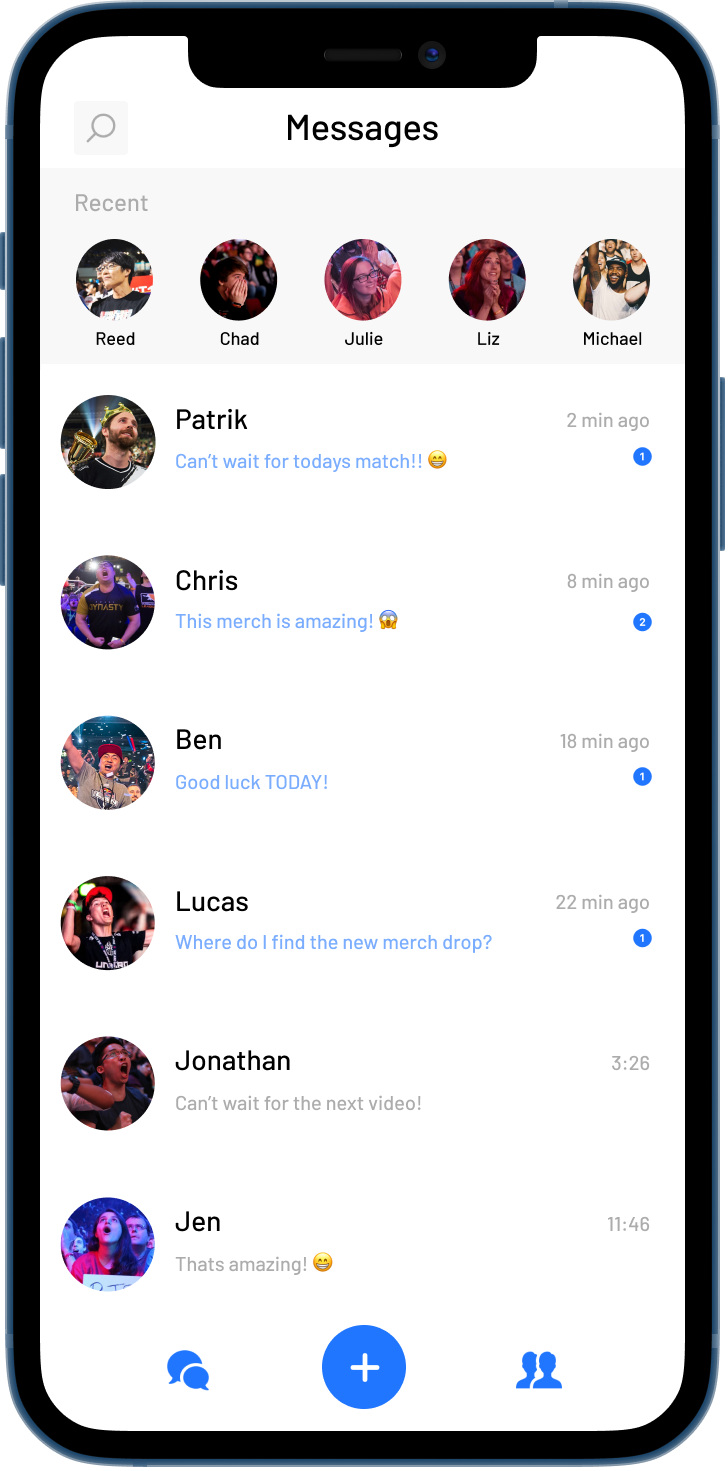 Messages
Recent
Reed Chad Julie Liz Michael
Patrik 2 min ago
Can’t wait for todays match!! 😁 1
DYNASTY
Chris 8 min ago
This merch is amazing! 😱 2
Ben 18 min ago
Good luck TODAY! 1
Lucas 22 min ago
Where do I find the new merch drop? 1
Jonathan 3:26
Can’t wait for the next video!
Jen 11:46
Thats amazing! 😁
+